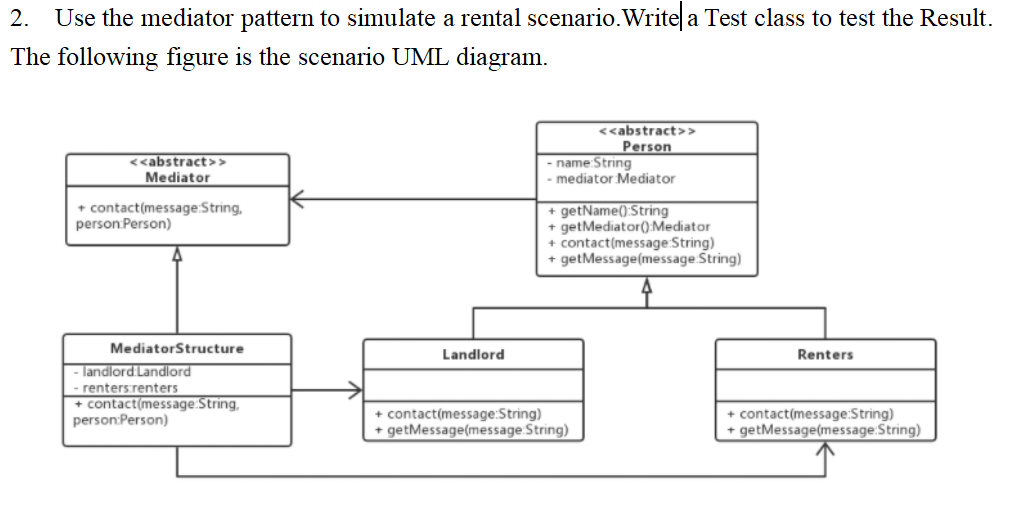 2. Use the mediator pattern to simulate a rental scenario.Write a Test class to test the Result.
The following figure is the scenario UML diagram.
<<abstract>>
Person
- name:String
- mediator:Mediator
+ getName():String
+ getMediator():Mediator
+ contact(message:String)
+ getMessage(message:String)
<<abstract>>
Mediator
+ contact(message:String,
person:Person)
MediatorStructure
- landlord:Landlord
- renters:renters
+ contact(message:String,
person:Person)
Landlord
+ contact(message:String)
+ getMessage(message:String)
Renters
+ contact(message:String)
+ getMessage(message:String)